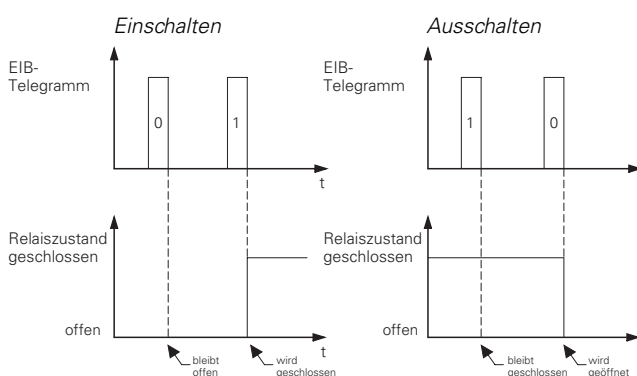 Einschalten
EIB-
Telegramm
0
1
t
Relaiszustand
geschlossen
offen
bleibt
offen
wird
geschlossen
t
Ausschalten
EIB-
Telegramm
1
0
Relaiszustand
geschlossen
offen
bleibt
geschlossen
wird
geöffnet